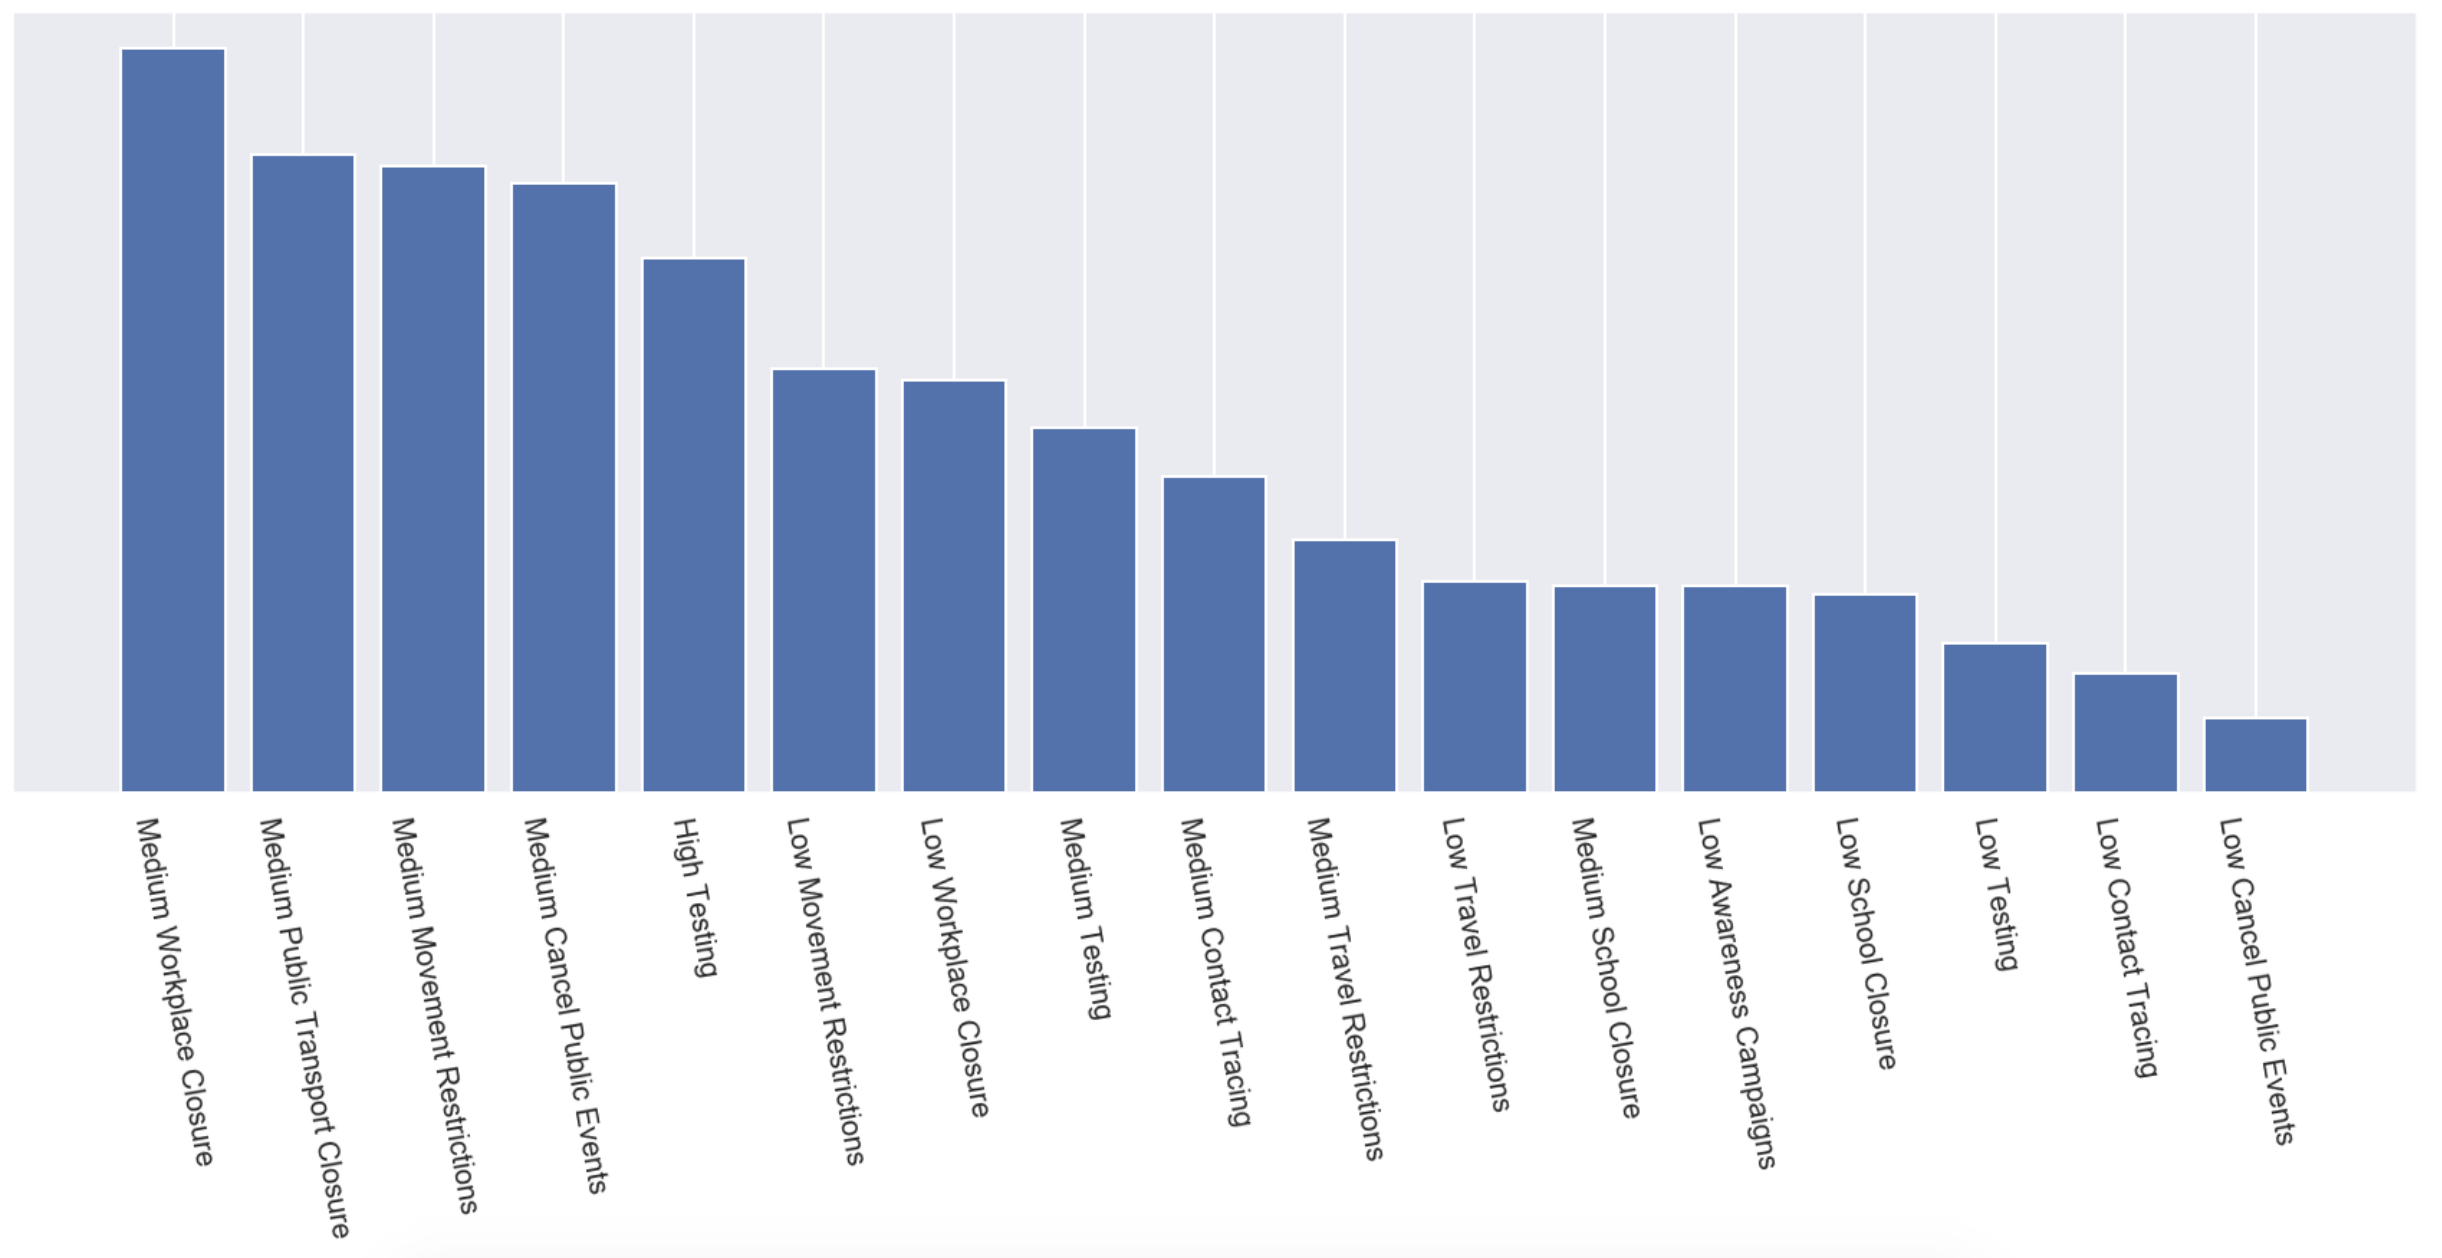 Medium Workplace Closure
Medium Public Transport Closure
Medium Movement Restrictions
Medium Cancel Public Events
High Testing
Low Movement Restrictions
Low Workplace Closure
Medium Testing
Medium Contact Tracing
Medium Travel Restrictions
Low Travel Restrictions
Medium School Closure
Low Awareness Campaigns
Low School Closure
Low Testing
Low Contact Tracing
Low Cancel Public Events